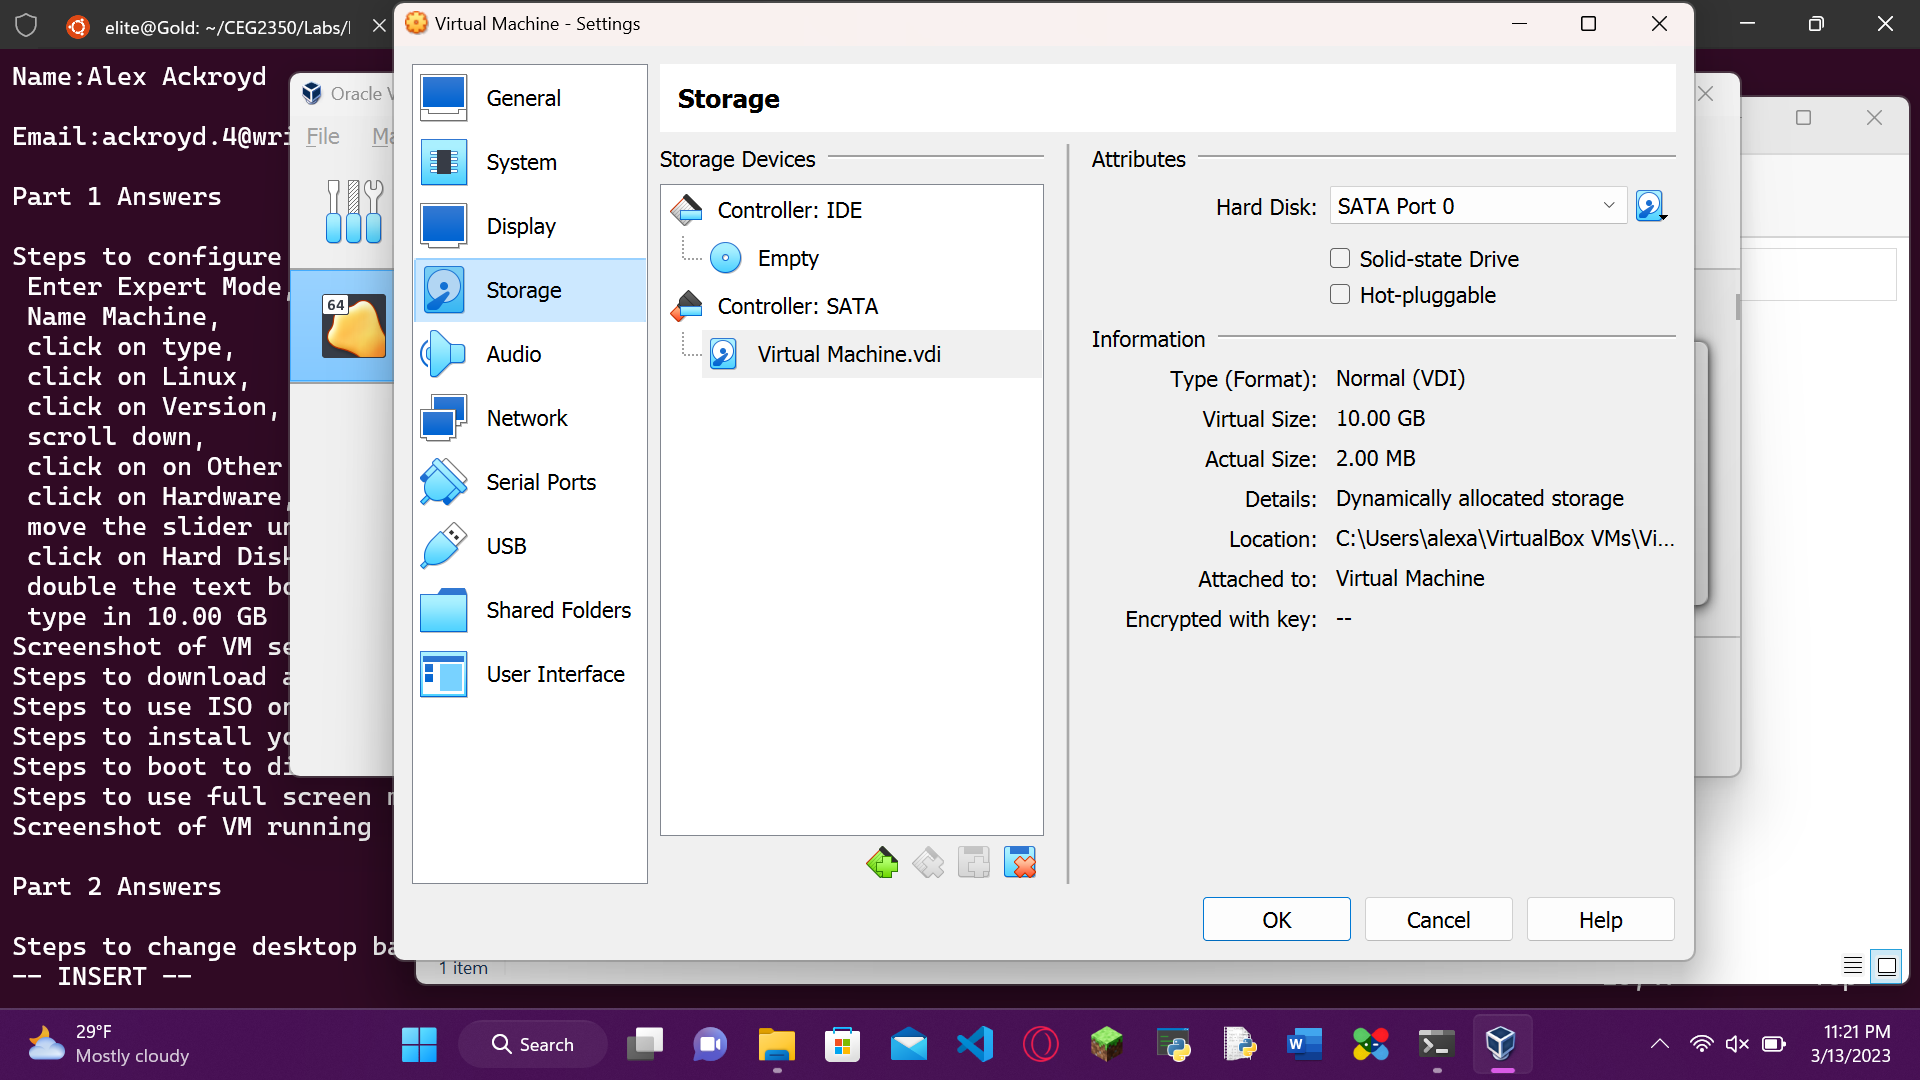 elite@Gold: ~/CEG2350/Labs/
Virtual Machine - Settings
Name:Alex Ackroyd
Email:ackroyd.4@wri
Part 1 Answers
Steps to configure
Enter Expert Mode,
Name Machine,
click on type,
click on Linux,
click on Version,
scroll down,
click on on Other
click on Hardware,
move the slider un
click on Hard Disk
double the text bo
type in 10.00 GB
Screenshot of VM se
Steps to download a
Steps to use ISO on
Steps to install yo
Steps to boot to di
Steps to use full screen m
Screenshot of VM running
Part 2 Answers
Steps to change desktop ba
-- INSERT --
Oracle V
File Ma
64
General
System
Display
Storage
Audio
Network
Serial Ports
USB
Shared Folders
User Interface
Storage
Storage Devices
Controller: IDE
Empty
Controller: SATA
Virtual Machine.vdi
Attributes
Hard Disk: SATA Port 0
Solid-state Drive
Hot-pluggable
Information
Type (Format): Normal (VDI)
Virtual Size: 10.00 GB
Actual Size: 2.00 MB
Details: Dynamically allocated storage
Location: C:\Users\alexa\VirtualBox VMs\Vi...
Attached to: Virtual Machine
Encrypted with key: --
OK Cancel Help
1 item
29°F
Mostly cloudy
Search
11:21 PM
3/13/2023